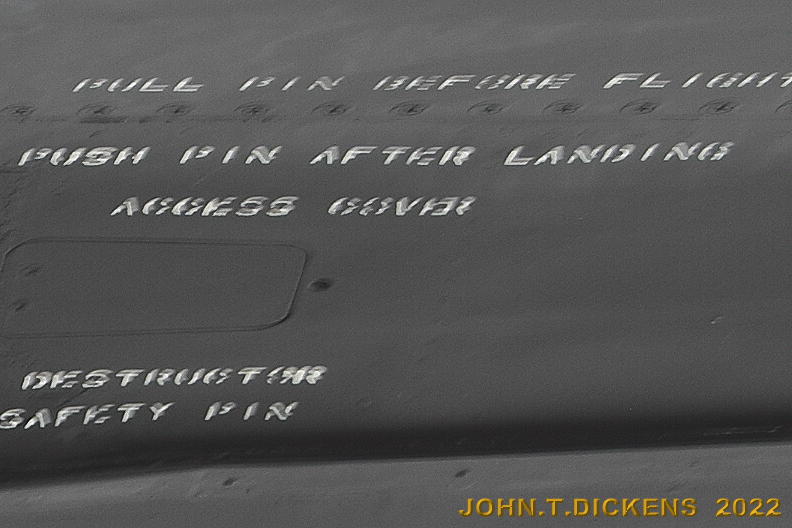 PULL PIN BEFORE FLIGHT
PUSH PIN AFTER LANDING
ACCESS COVER
DESTRUCTOR
SAFETY PIN
JOHN.T.DICKENS 2022